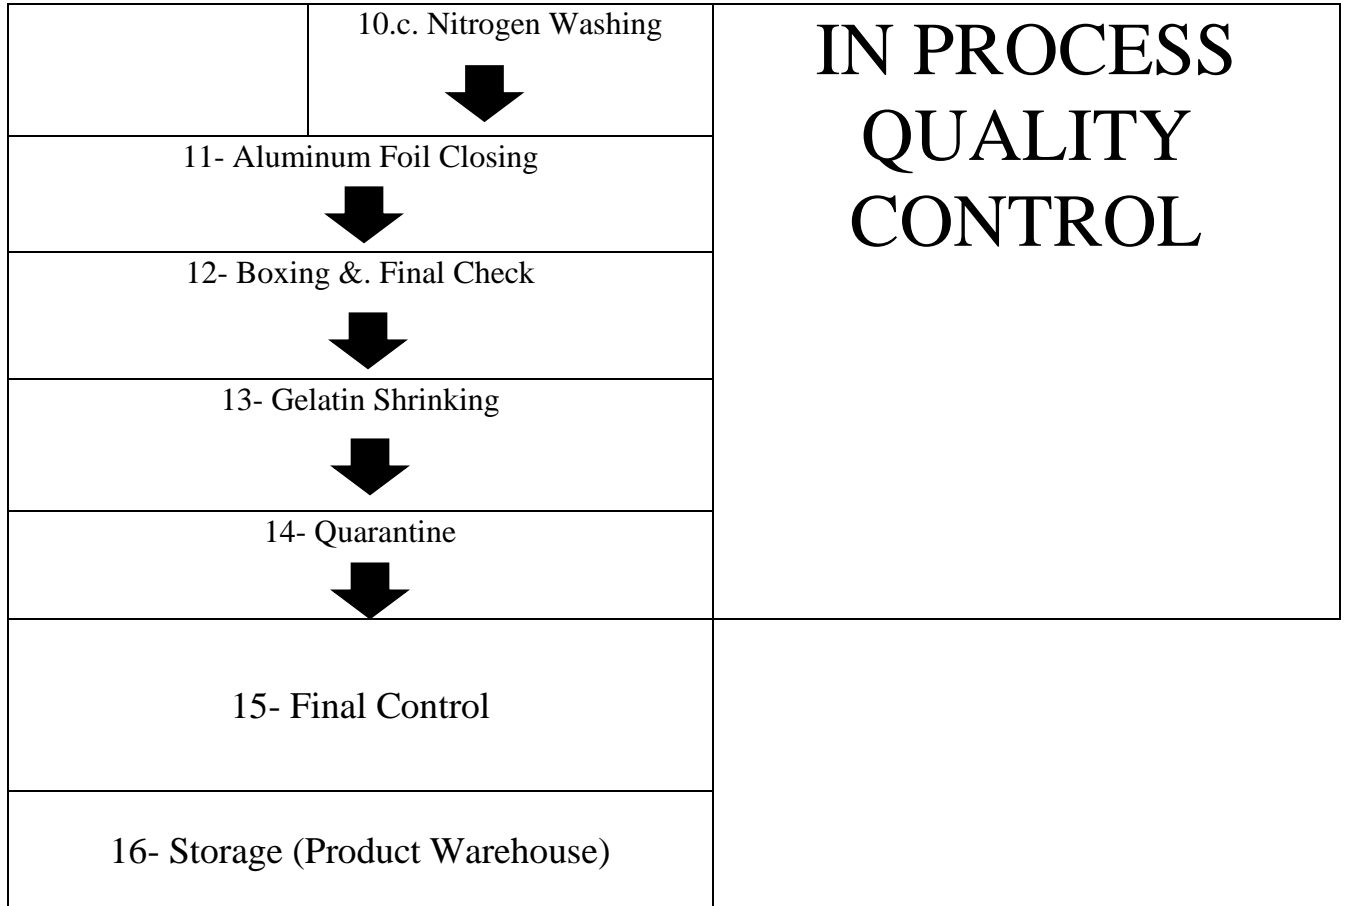 10.c. Nitrogen Washing
IN PROCESS
QUALITY
CONTROL
11- Aluminum Foil Closing
12- Boxing &. Final Check
13- Gelatin Shrinking
14- Quarantine
15- Final Control
16- Storage (Product Warehouse)